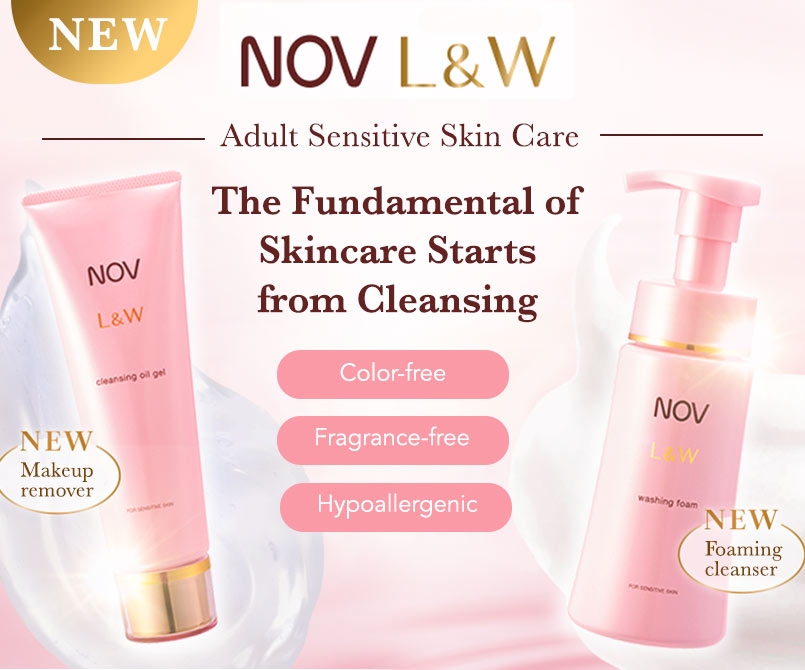 NEW
NOV L&W
Adult Sensitive Skin Care
The Fundamental of
Skincare Starts
from Cleansing
Color-free
Fragrance-free
Hypoallergenic
NOV
L&W
cleansing oil gel
FOR SENSITIVE SKIN
NEW
Makeup
remover
NOV
L&W
washing foam
FOR SENSITIVE SKIN
NEW
Foaming
cleanser